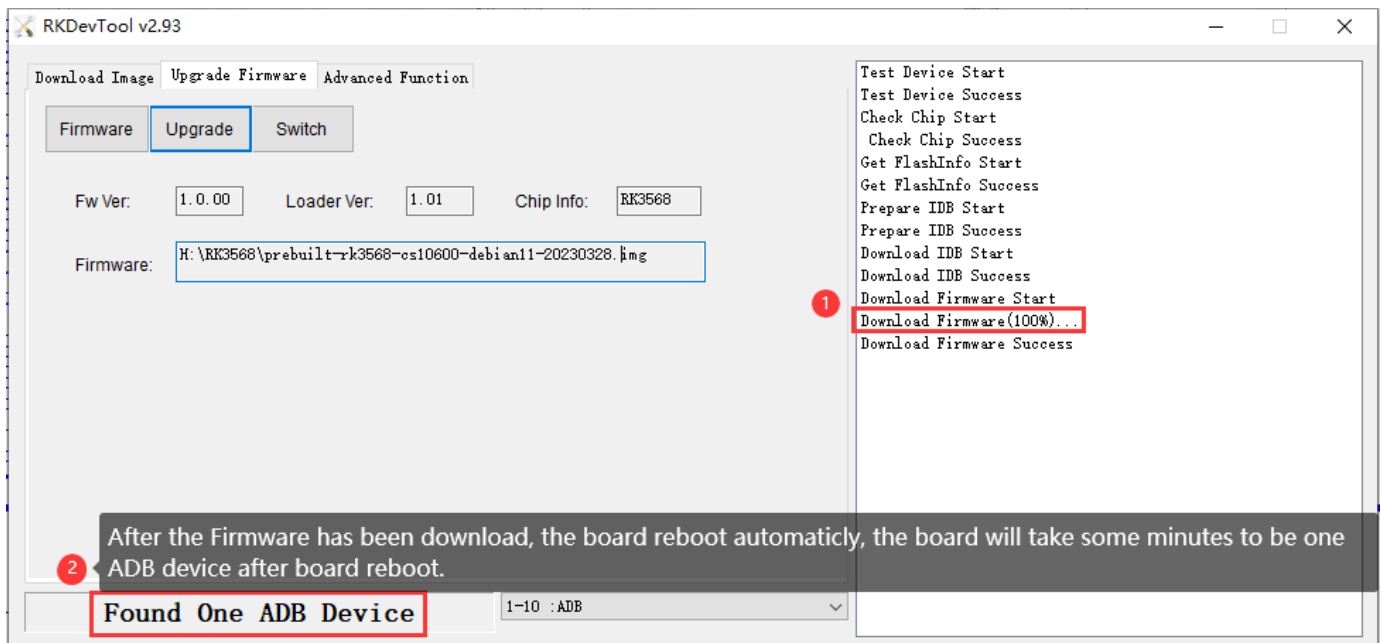 RKDevTool v2.93
Download Image Upgrade Firmware Advanced Function
Firmware Upgrade Switch
Fw Ver: 1.0.00 Loader Ver: 1.01 Chip Info: RK3568
Firmware: H:\RK3568\prebuilt-rk3568-cs10600-debian11-20230328.img
Test Device Start
Test Device Success
Check Chip Start
Check Chip Success
Get FlashInfo Start
Get FlashInfo Success
Prepare IDB Start
Prepare IDB Success
Download IDB Start
Download IDB Success
Download Firmware Start
1
Download Firmware(100%)...
Download Firmware Success
After the Firmware has been download, the board reboot automaticly, the board will take some minutes to be one
2 ADB device after board reboot.
Found One ADB Device
1-10 :ADB